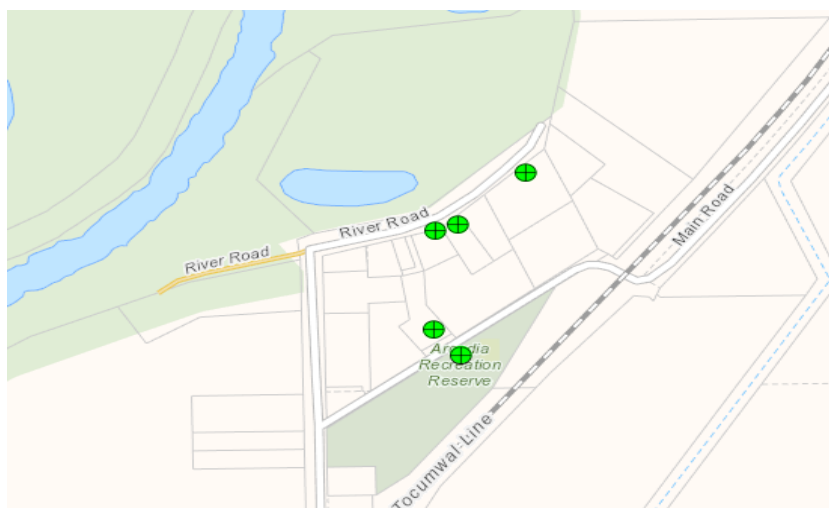 River Road
River Road
Main Road
Arcadia
Recreation
Reserve
Tocumwal Line